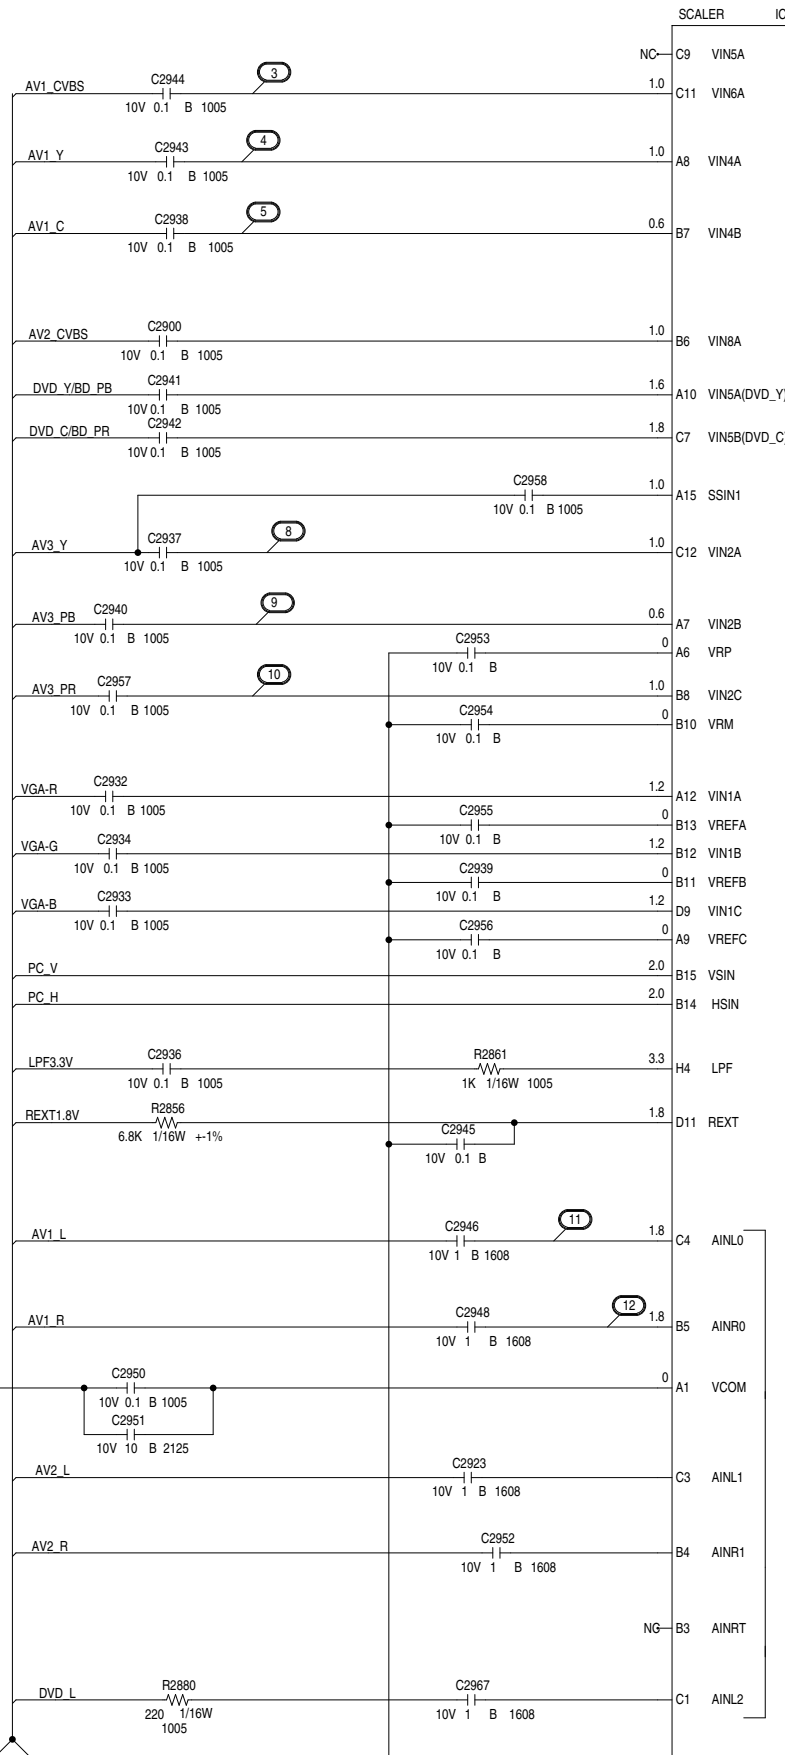 SCALER IC
NC C9 VIN5A
AV1_CVBS C2944 3 1.0 C11 VIN6A
10V 0.1 B 1005
AV1_Y C2943 4 1.0 A8 VIN4A
10V 0.1 B 1005
AV1_C C2938 5 0.6 B7 VIN4B
10V 0.1 B 1005
AV2_CVBS C2900 1.0 B6 VIN8A
10V 0.1 B 1005
DVD_Y/BD_PB C2941 1.6 A10 VIN5A(DVD_Y)
10V 0.1 B 1005
DVD_C/BD_PR C2942 1.8 C7 VIN5B(DVD_C)
10V 0.1 B 1005
C2958 1.0 A15 SSIN1
10V 0.1 B 1005
AV3_Y C2937 8 1.0 C12 VIN2A
10V 0.1 B 1005
AV3_PB C2940 9 0.6 A7 VIN2B
10V 0.1 B 1005
C2953 0 A6 VRP
10V 0.1 B
AV3_PR C2957 10 1.0 B8 VIN2C
10V 0.1 B 1005
C2954 0 B10 VRM
10V 0.1 B
VGA-R C2932 1.2 A12 VIN1A
10V 0.1 B 1005
C2955 0 B13 VREFA
10V 0.1 B
VGA-G C2934 1.2 B12 VIN1B
10V 0.1 B 1005
C2939 0 B11 VREFB
10V 0.1 B
VGA-B C2933 1.2 D9 VIN1C
10V 0.1 B 1005
C2956 0 A9 VREFC
10V 0.1 B
PC_V 2.0 B15 VSIN
PC_H 2.0 B14 HSIN
LPF3.3V C2936 R2861 3.3 H4 LPF
10V 0.1 B 1005 1K 1/16W 1005
REXT1.8V R2856 1.8 D11 REXT
6.8K 1/16W +-1%
C2945
10V 0.1 B
AV1_L C2946 11 1.8 C4 AINL0
10V 1 B 1608
AV1_R C2948 12 1.8 B5 AINR0
10V 1 B 1608
C2950 0 A1 VCOM
10V 0.1 B 1005
C2951
10V 10 B 2125
AV2_L C2923 C3 AINL1
10V 1 B 1608
AV2_R C2952 B4 AINR1
10V 1 B 1608
NC B3 AINRT
DVD_L R2880 C2967 C1 AINL2
220 1/16W 10V 1 B 1608
1005